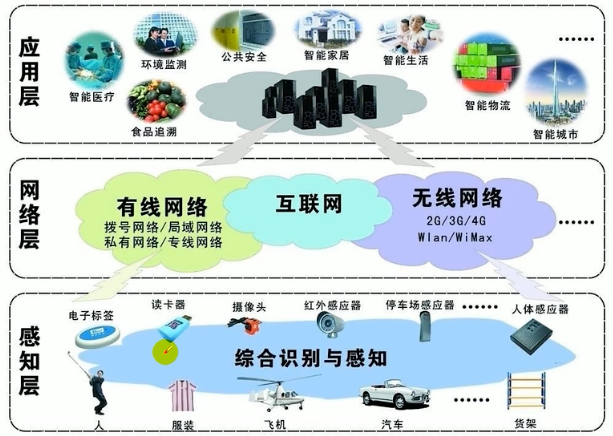 应用层
智能医疗
环境监测
公共安全
智能家居
智能生活
智能物流
食品追溯
智能城市
······
网络层
有线网络
拨号网络/局域网络
私有网络/专线网络
互联网
无线网络
2G/3G/4G
Wlan/WiMax
······
感知层
电子标签
读卡器
摄像头
红外感应器
停车场感应器
······
人体感应器
综合识别与感知
人
服装
飞机
汽车
······
货架